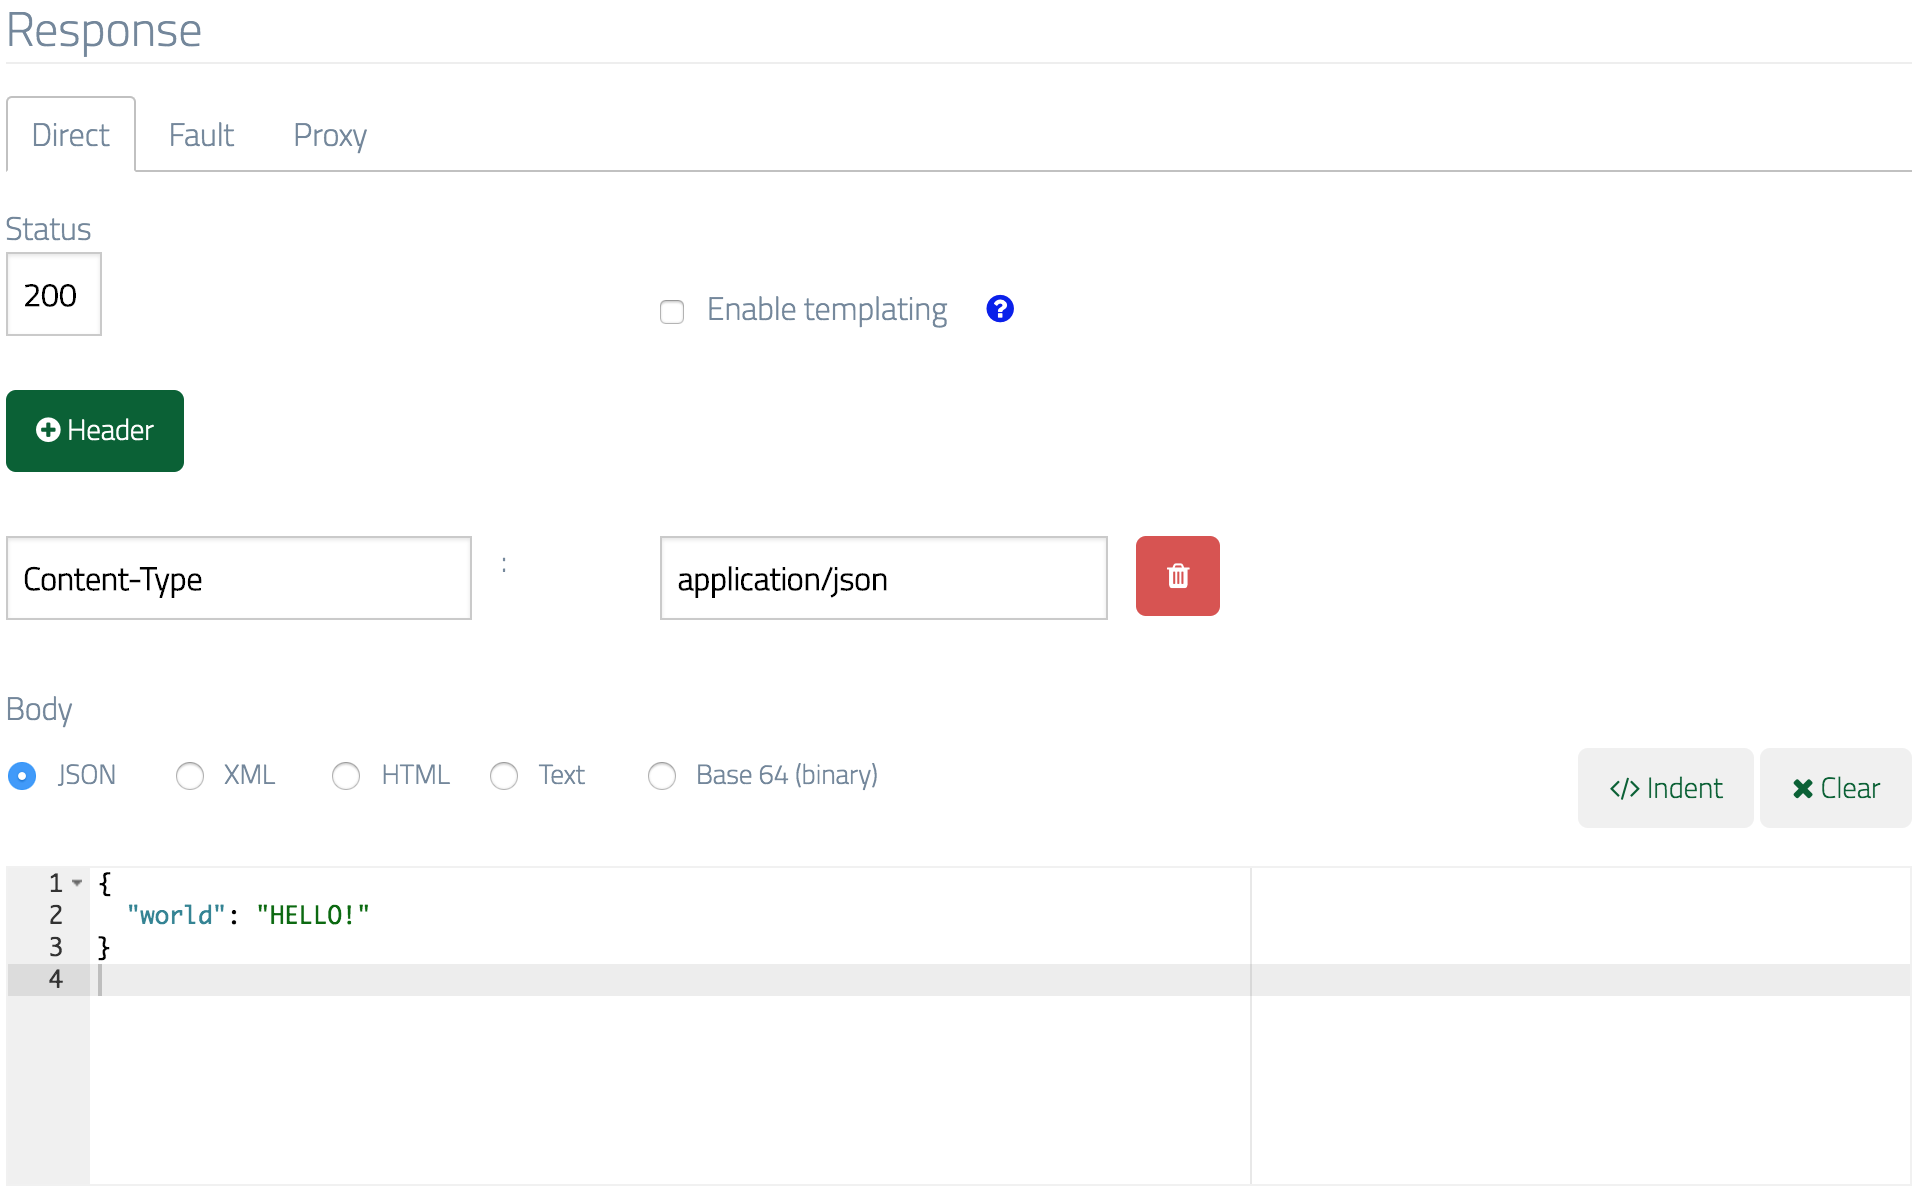 Response
Direct Fault Proxy
Status
200
Enable templating ?
Header
Content-Type : application/json
Body
JSON XML HTML Text Base 64 (binary)
</> Indent Clear
1 {
2 "world": "HELLO!"
3 }
4